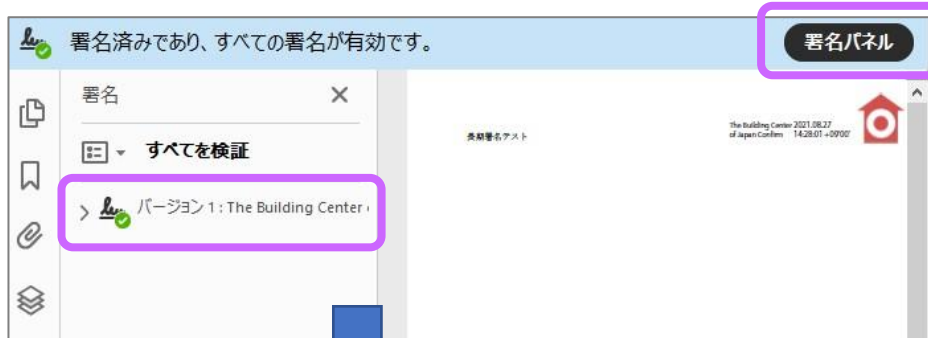 署名済みであり、すべての署名が有効です。
署名パネル
署名
すべてを検証
バージョン 1 : The Building Center
長期署名テスト
The Building Center 2021.08.27
of Japan Confirm 14:28:01 +09'00'